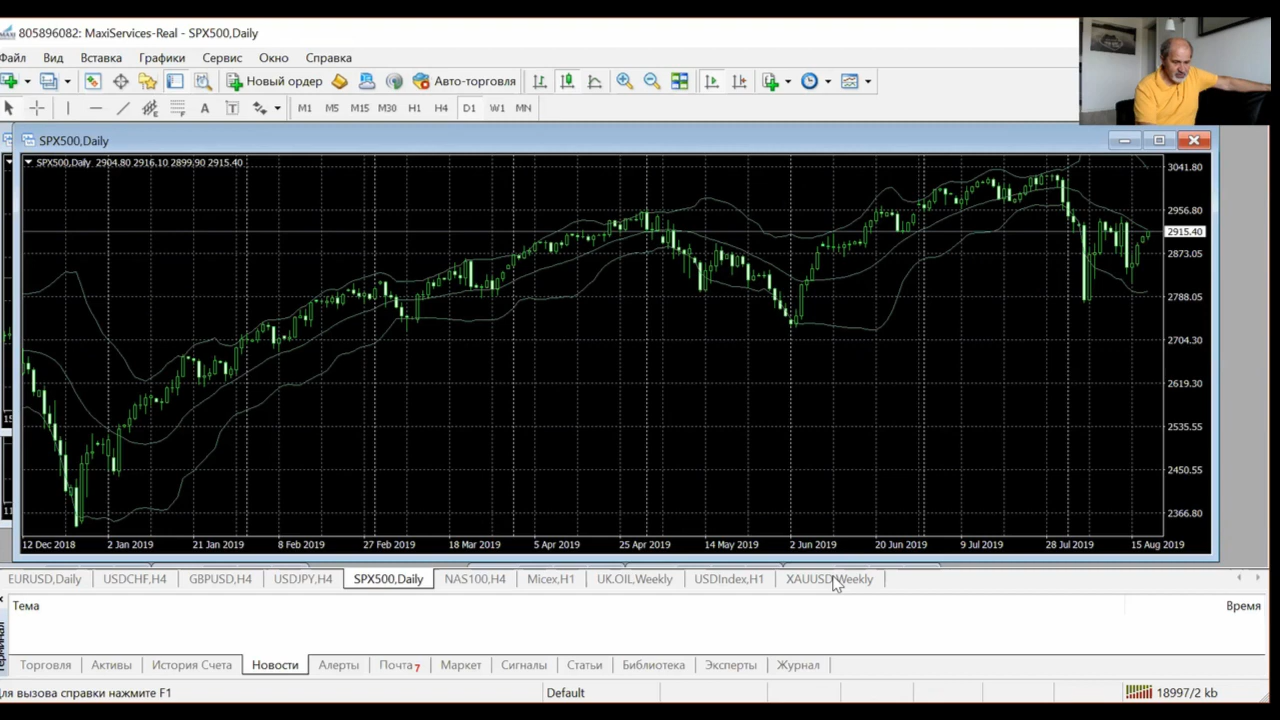 805896082: MaxiServices-Real - SPX500,Daily
Файл Вид Вставка Графики Сервис Окно Справка
Новый ордер Авто-торговля
A T M1 M5 M15 M30 H1 H4 D1 W1 MN
SPX500,Daily
SPX500,Daily 2904.80 2916.10 2899.90 2915.40
3041.80
2956.80
2915.40
2873.05
2788.05
2704.30
2619.30
2535.55
2450.55
2366.80
12 Dec 2018 2 Jan 2019 21 Jan 2019 8 Feb 2019 27 Feb 2019 18 Mar 2019 5 Apr 2019 25 Apr 2019 14 May 2019 2 Jun 2019 20 Jun 2019 9 Jul 2019 28 Jul 2019 15 Aug 2019
EURUSD,Daily USDCHF,H4 GBPUSD,H4 USDJPY,H4 SPX500,Daily NAS100,H4 Micex,H1 UK.OIL,Weekly USDIndex,H1 XAUUSD,Weekly
Тема Время
Торговля Активы История Счета Новости Алерты Почта 7 Маркет Сигналы Статьи Библиотека Эксперты Журнал
Для вызова справки нажмите F1 Default 18997/2 kb